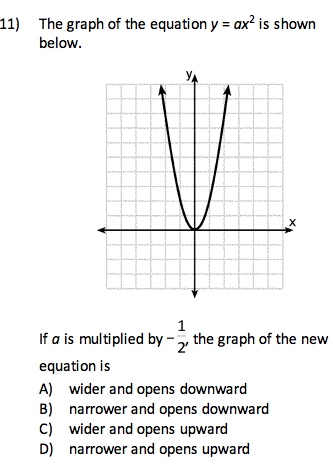 11) The graph of the equation y = ax² is shown
below.
y
x
If a is multiplied by −1/2, the graph of the new
equation is
A) wider and opens downward
B) narrower and opens downward
C) wider and opens upward
D) narrower and opens upward